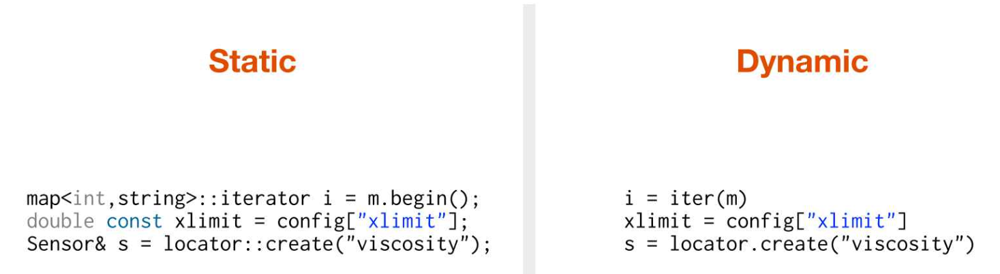 Static
map<int,string>::iterator i = m.begin();
double const xlimit = config["xlimit"];
Sensor& s = locator::create("viscosity");
Dynamic
i = iter(m)
xlimit = config["xlimit"]
s = locator.create("viscosity")